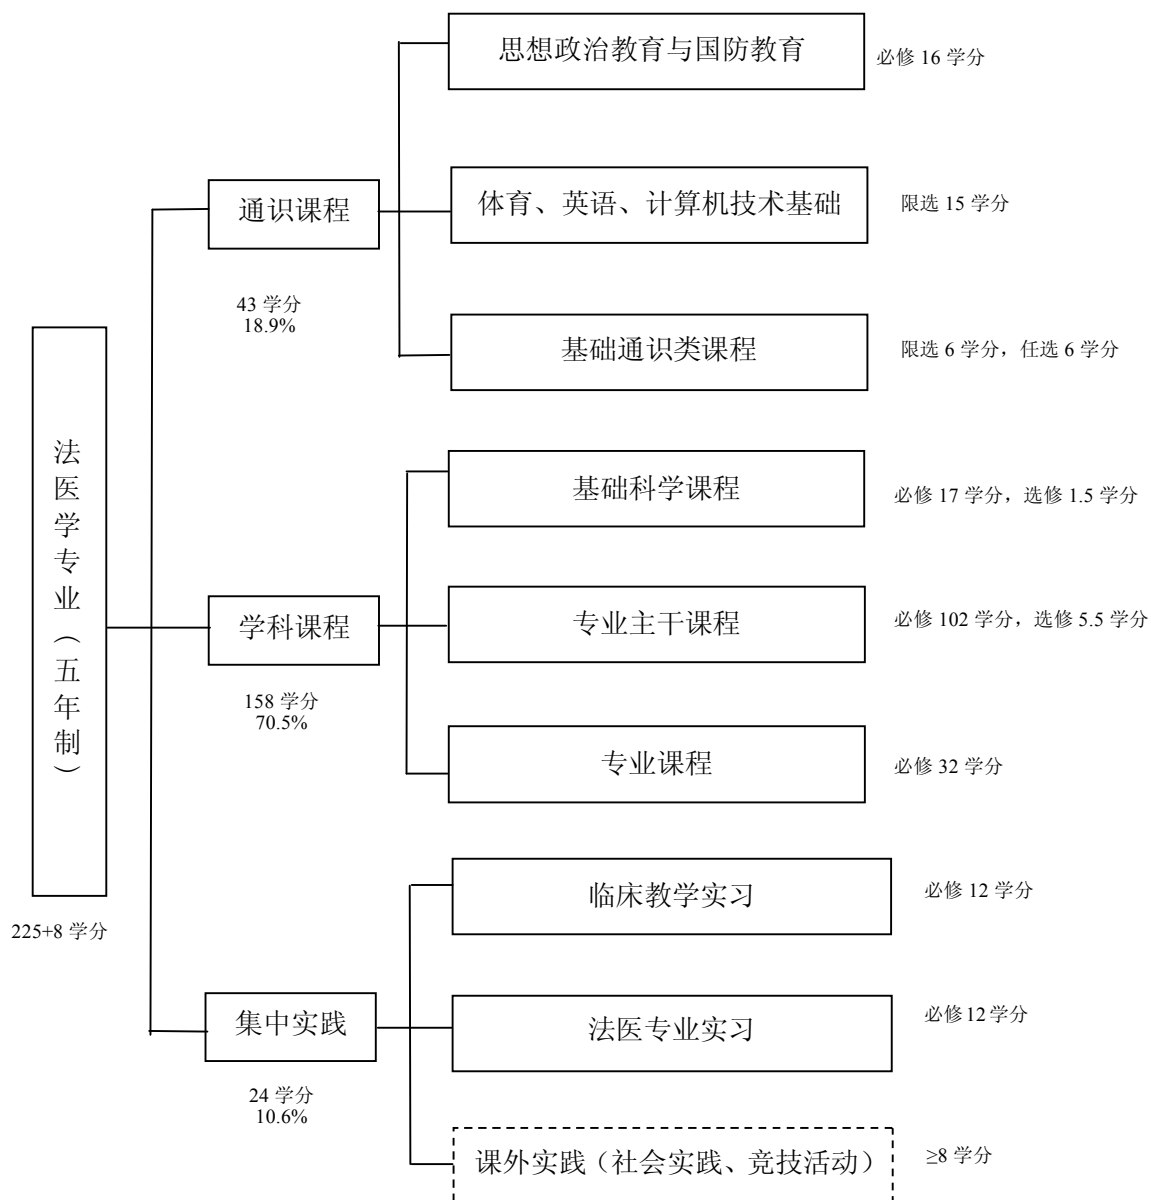 思想政治教育与国防教育
必修 16 学分
通识课程
43 学分
18.9%
体育、英语、计算机技术基础
限选 15 学分
基础通识类课程
限选 6 学分，任选 6 学分
法医学专业（五年制）
225+8 学分
基础科学课程
必修 17 学分，选修 1.5 学分
学科课程
158 学分
70.5%
专业主干课程
必修 102 学分，选修 5.5 学分
专业课程
必修 32 学分
临床教学实习
必修 12 学分
集中实践
24 学分
10.6%
法医专业实习
必修 12 学分
课外实践（社会实践、竞技活动）
≥8 学分